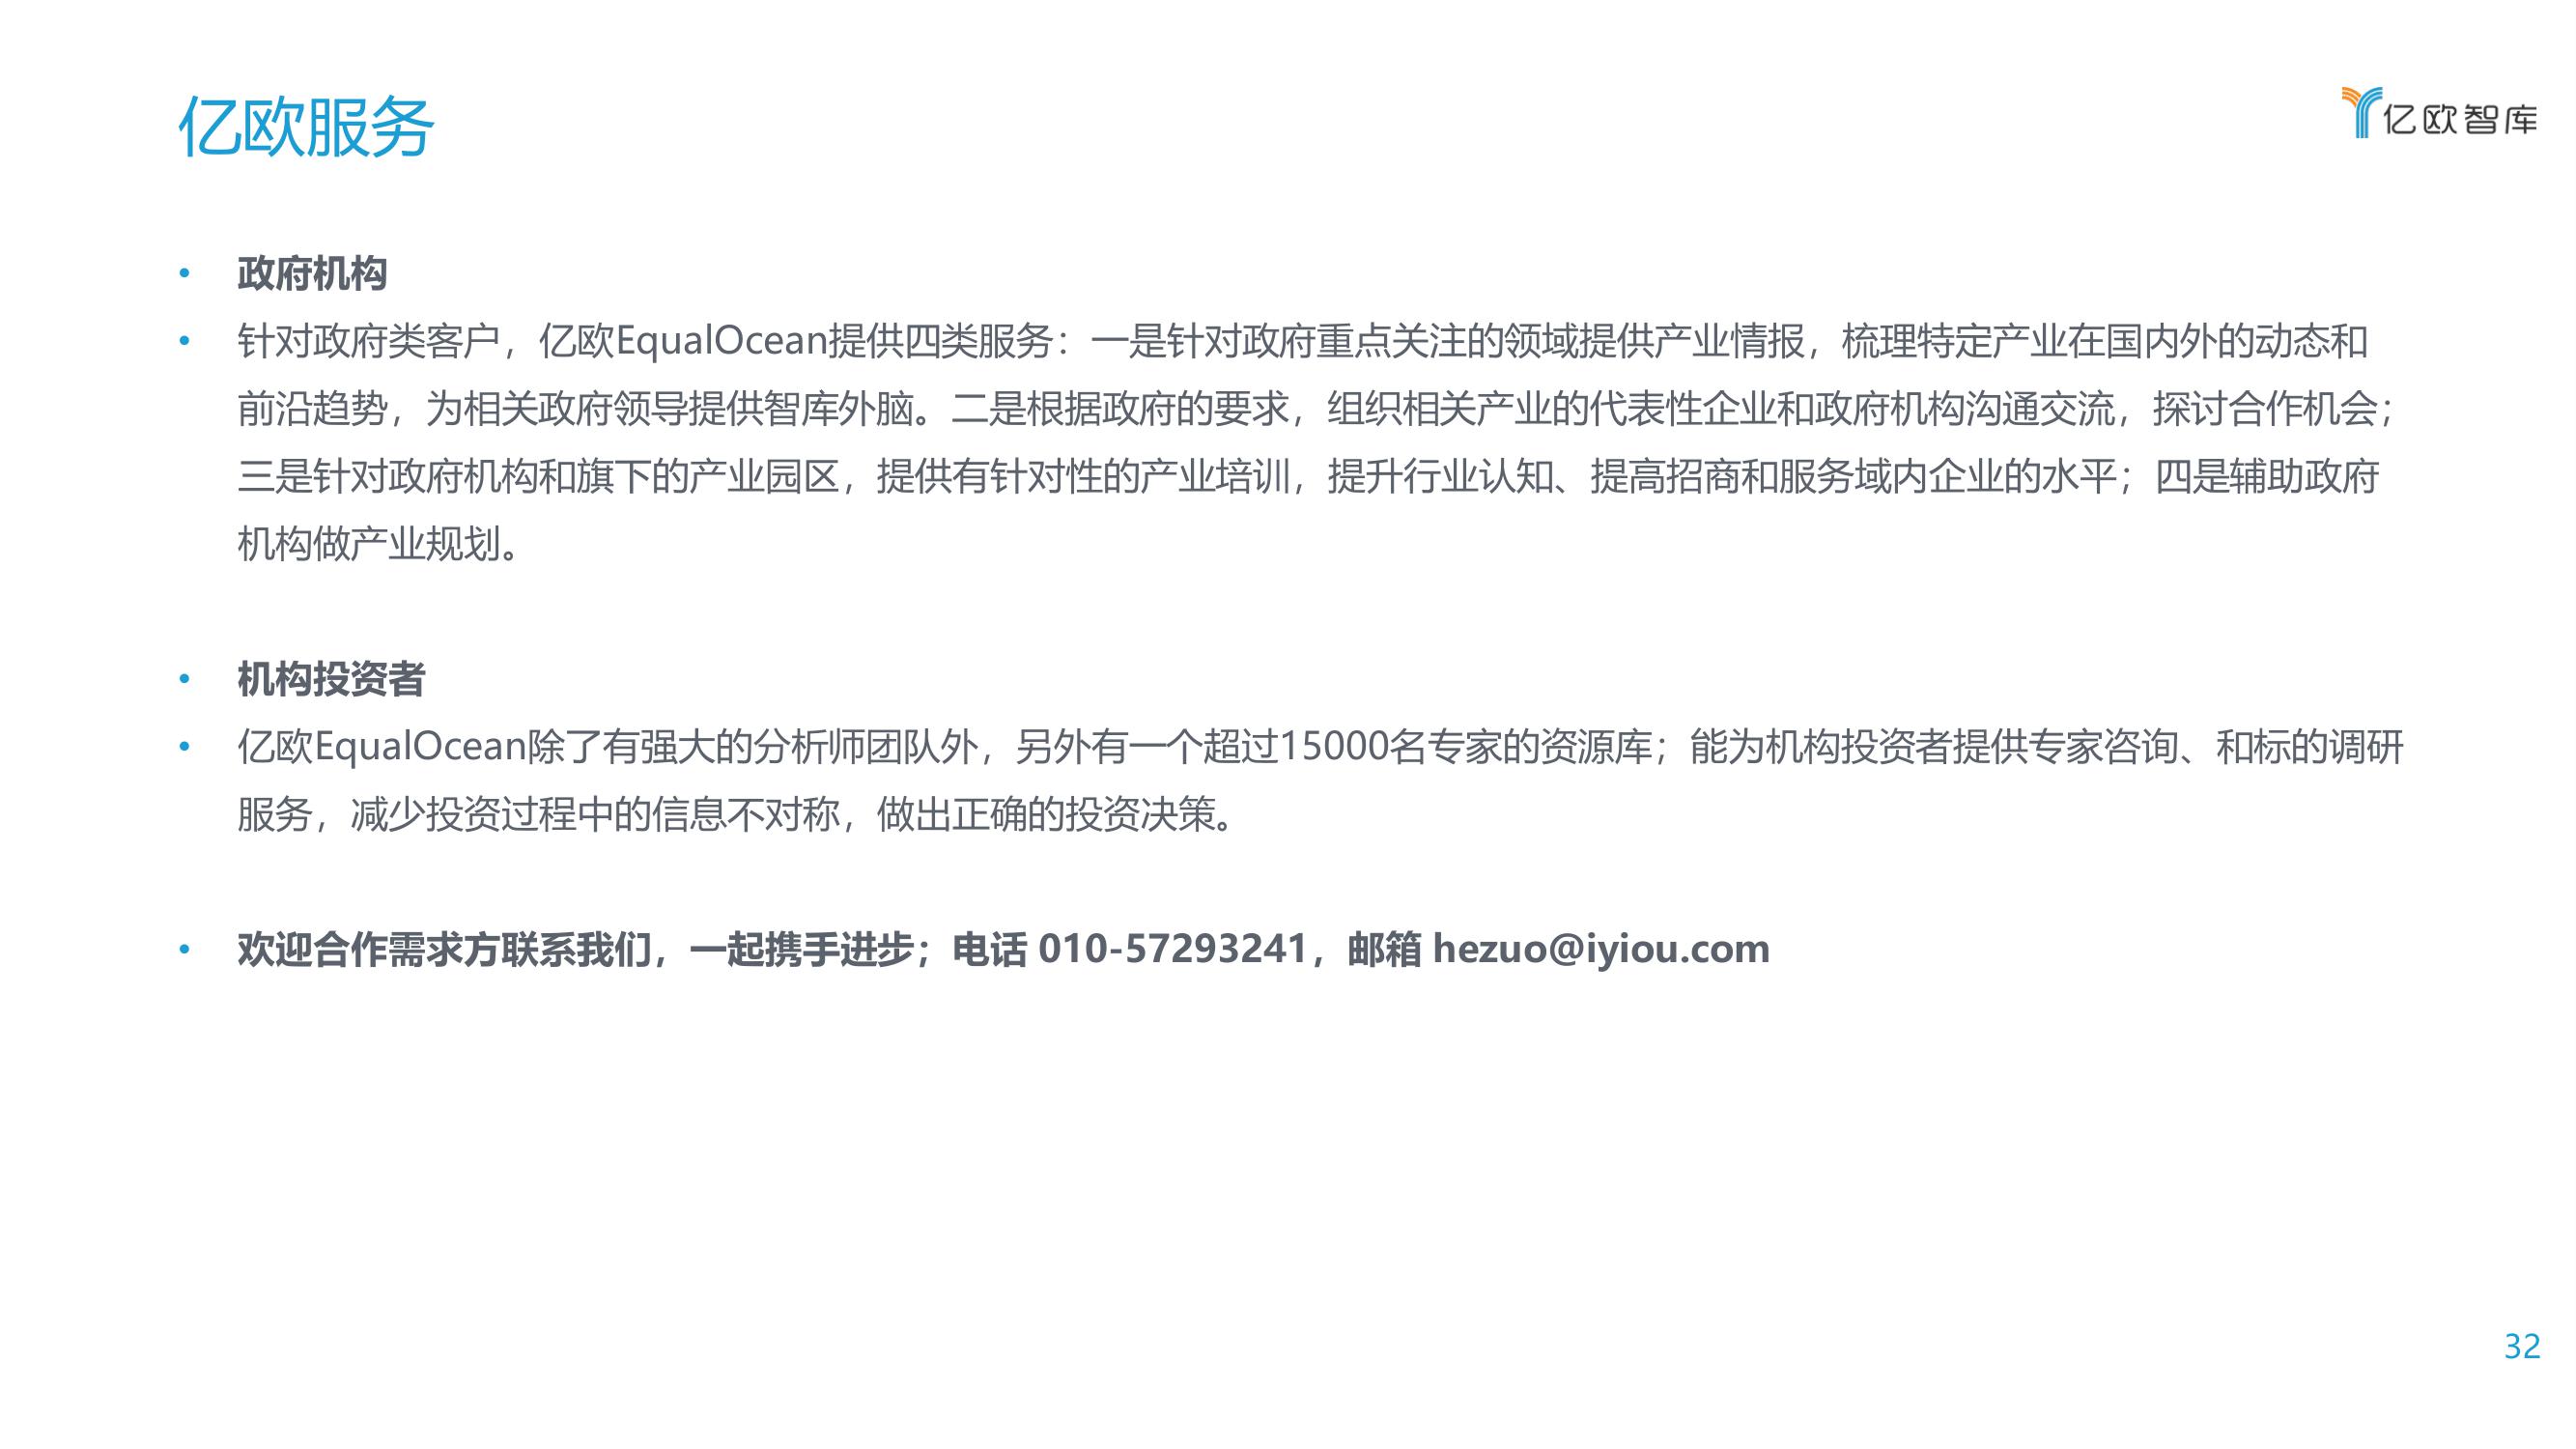 亿欧服务
亿欧智库
• 政府机构
• 针对政府类客户，亿欧EqualOcean提供四类服务：一是针对政府重点关注的领域提供产业情报，梳理特定产业在国内外的动态和
前沿趋势，为相关政府领导提供智库外脑。二是根据政府的要求，组织相关产业的代表性企业和政府机构沟通交流，探讨合作机会；
三是针对政府机构和旗下的产业园区，提供有针对性的产业培训，提升行业认知、提高招商和服务域内企业的水平；四是辅助政府
机构做产业规划。
• 机构投资者
• 亿欧EqualOcean除了有强大的分析师团队外，另外有一个超过15000名专家的资源库；能为机构投资者提供专家咨询、和标的调研
服务，减少投资过程中的信息不对称，做出正确的投资决策。
• 欢迎合作需求方联系我们，一起携手进步；电话 010-57293241，邮箱 hezuo@iyiou.com
32